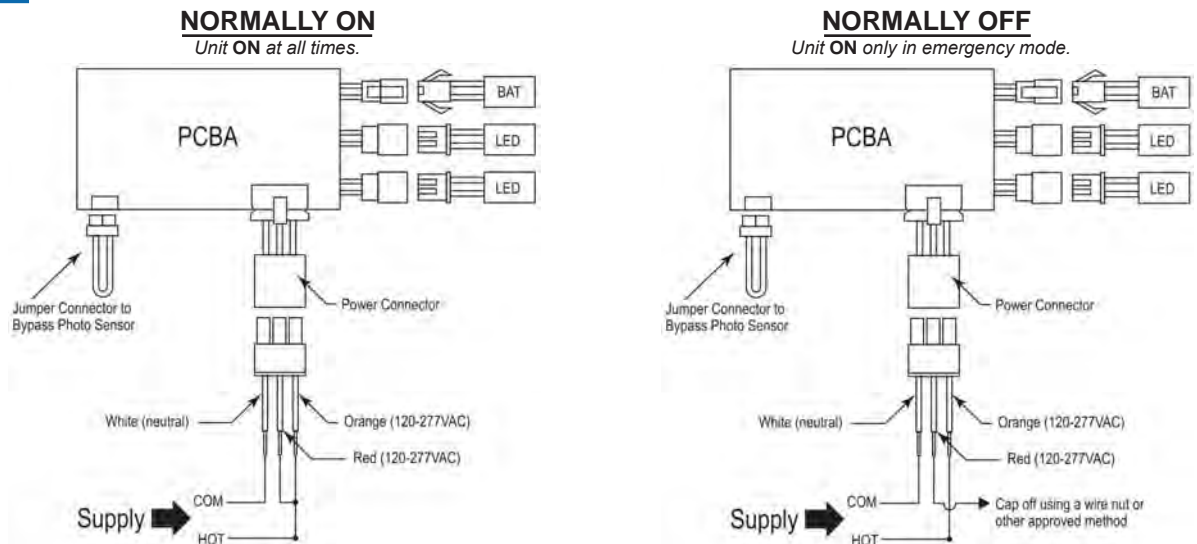 NORMALLY ON
Unit ON at all times.
PCBA
BAT
LED
LED
Jumper Connector to
Bypass Photo Sensor
Power Connector
White (neutral)
Orange (120-277VAC)
Red (120-277VAC)
COM
Supply
HOT
NORMALLY OFF
Unit ON only in emergency mode.
PCBA
BAT
LED
LED
Jumper Connector to
Bypass Photo Sensor
Power Connector
White (neutral)
Orange (120-277VAC)
Red (120-277VAC)
COM
Cap off using a wire nut or
other approved method
Supply
HOT